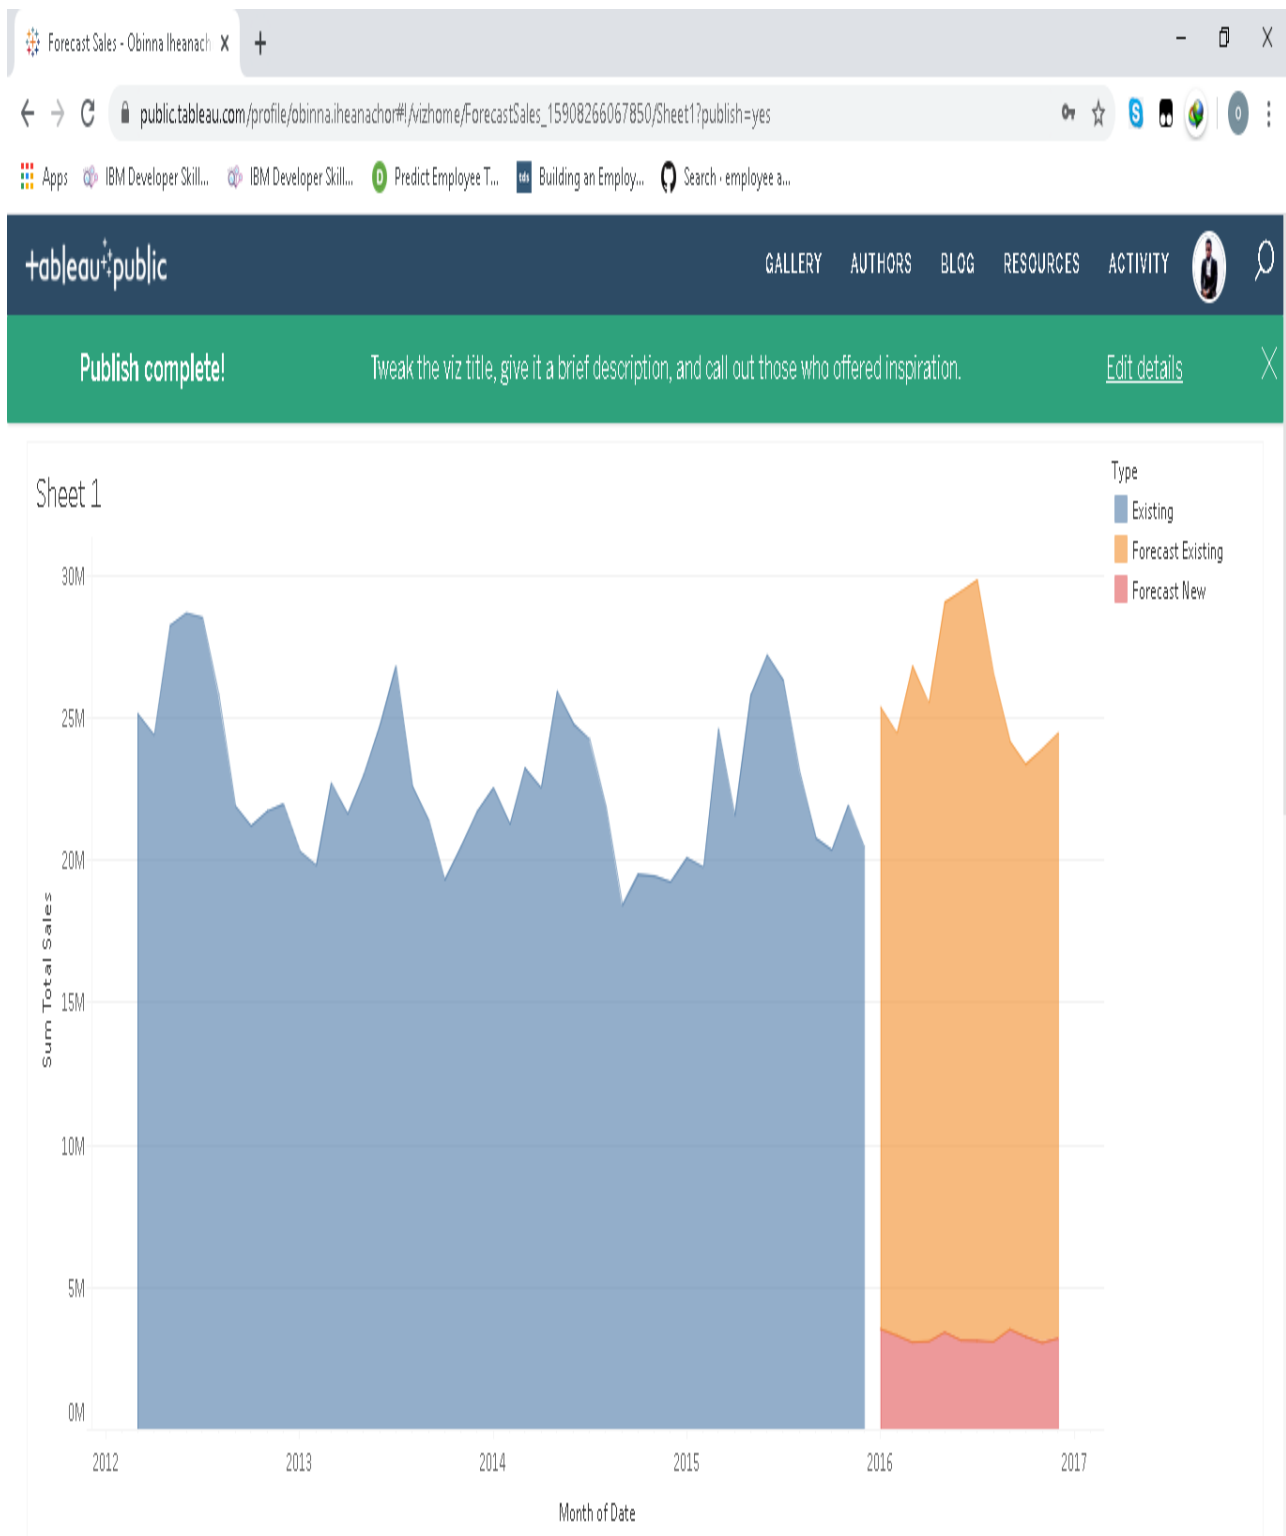 Forecast Sales - Obinna Iheanach
public.tableau.com/profile/obinna.iheanachor#!/vizhome/ForecastSales_15908266067850/Sheet1?publish=yes
S
0
Apps IBM Developer Skill... IBM Developer Skill... D Predict Employee T... tds Building an Employ... Search · employee a...
+ableau public GALLERY AUTHORS BLOG RESOURCES ACTIVITY
Publish complete! Tweak the viz title, give it a brief description, and call out those who offered inspiration. Edit details
Sheet 1
Type
Existing
Forecast Existing
Forecast New
30M
25M
20M
15M
10M
5M
0M
Sum Total Sales
2012 2013 2014 2015 2016 2017
Month of Date